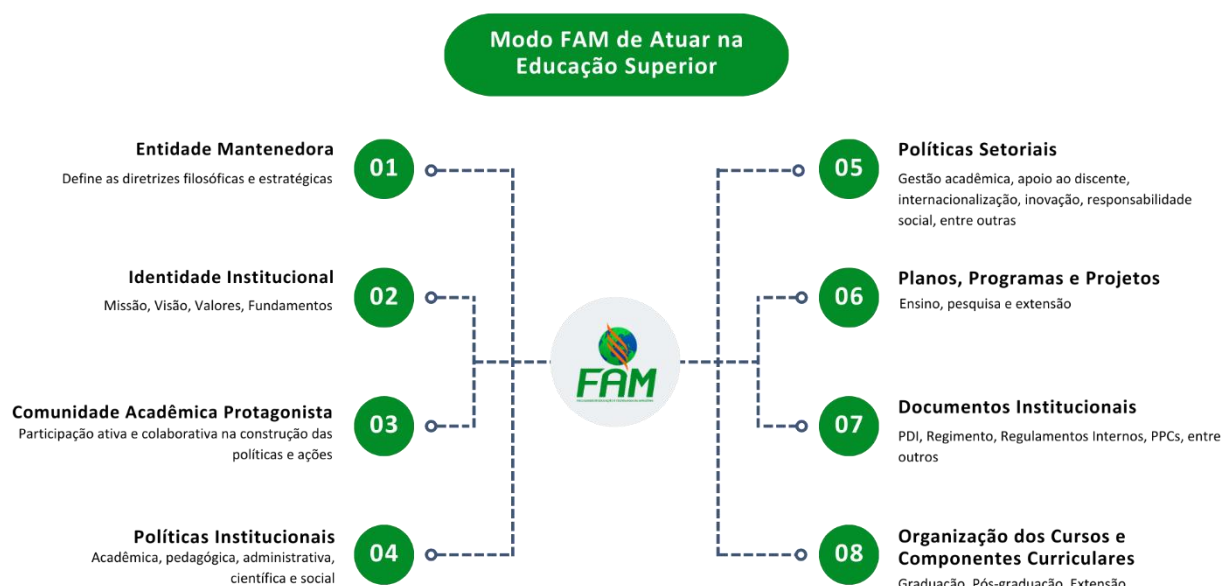 Modo FAM de Atuar na
Educação Superior
Entidade Mantenedora
01
Define as diretrizes filosóficas e estratégicas
Identidade Institucional
02
Missão, Visão, Valores, Fundamentos
Comunidade Acadêmica Protagonista
03
Participação ativa e colaborativa na construção das
políticas e ações
Políticas Institucionais
04
Acadêmica, pedagógica, administrativa,
científica e social
FAM
05
Políticas Setoriais
Gestão acadêmica, apoio ao discente,
internacionalização, inovação, responsabilidade
social, entre outras
06
Planos, Programas e Projetos
Ensino, pesquisa e extensão
07
Documentos Institucionais
PDI, Regimento, Regulamentos Internos, PPCs, entre
outros
08
Organização dos Cursos e
Componentes Curriculares
Graduação, Pós-graduação, Extensão